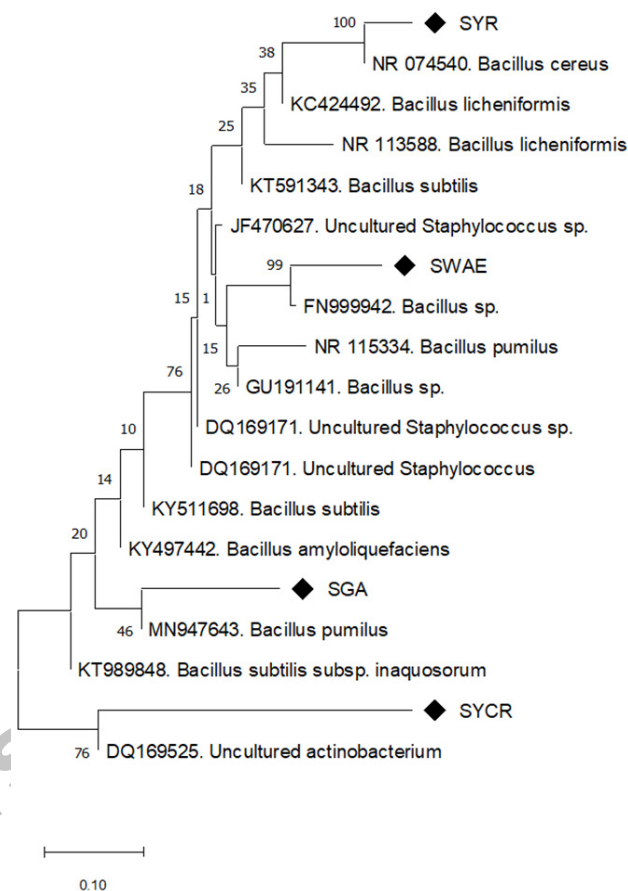 100
SYR
38
NR 074540. Bacillus cereus
35
KC424492. Bacillus licheniformis
25
NR 113588. Bacillus licheniformis
18
KT591343. Bacillus subtilis
JF470627. Uncultured Staphylococcus sp.
99
SWAE
15
1
FN999942. Bacillus sp.
15
NR 115334. Bacillus pumilus
76
26
GU191141. Bacillus sp.
10
DQ169171. Uncultured Staphylococcus sp.
DQ169171. Uncultured Staphylococcus
14
KY511698. Bacillus subtilis
20
KY497442. Bacillus amyloliquefaciens
SGA
46
MN947643. Bacillus pumilus
KT989848. Bacillus subtilis subsp. inaquosorum
SYCR
76
DQ169525. Uncultured actinobacterium
0.10